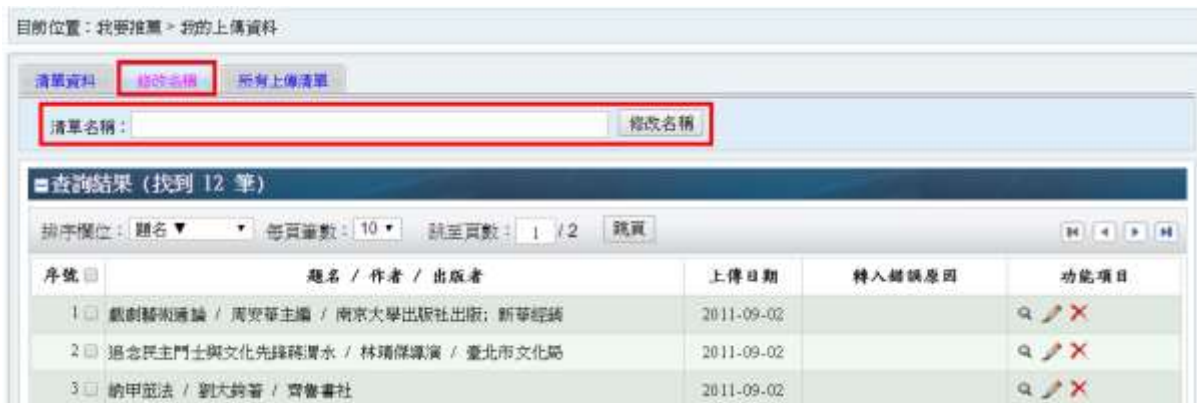 目前位置：我要推薦 > 我的上傳資料
清單資料 修改名稱 所有上傳清單
清單名稱： 修改名稱
查詢結果 (找到 12 筆)
排序欄位：題名▼ 每頁筆數：10 跳至頁數：1 /2 跳頁
序號 題名 / 作者 / 出版者 上傳日期 轉入錯誤原因 功能項目
1 戲劇藝術通論 / 周安華主編 / 南京大學出版社出版; 新華經銷 2011-09-02
2 追念民主鬥士與文化先鋒蔣渭水 / 林靖傑導演 / 臺北市文化局 2011-09-02
3 納甲筮法 / 劉大鈞著 / 齊魯書社 2011-09-02